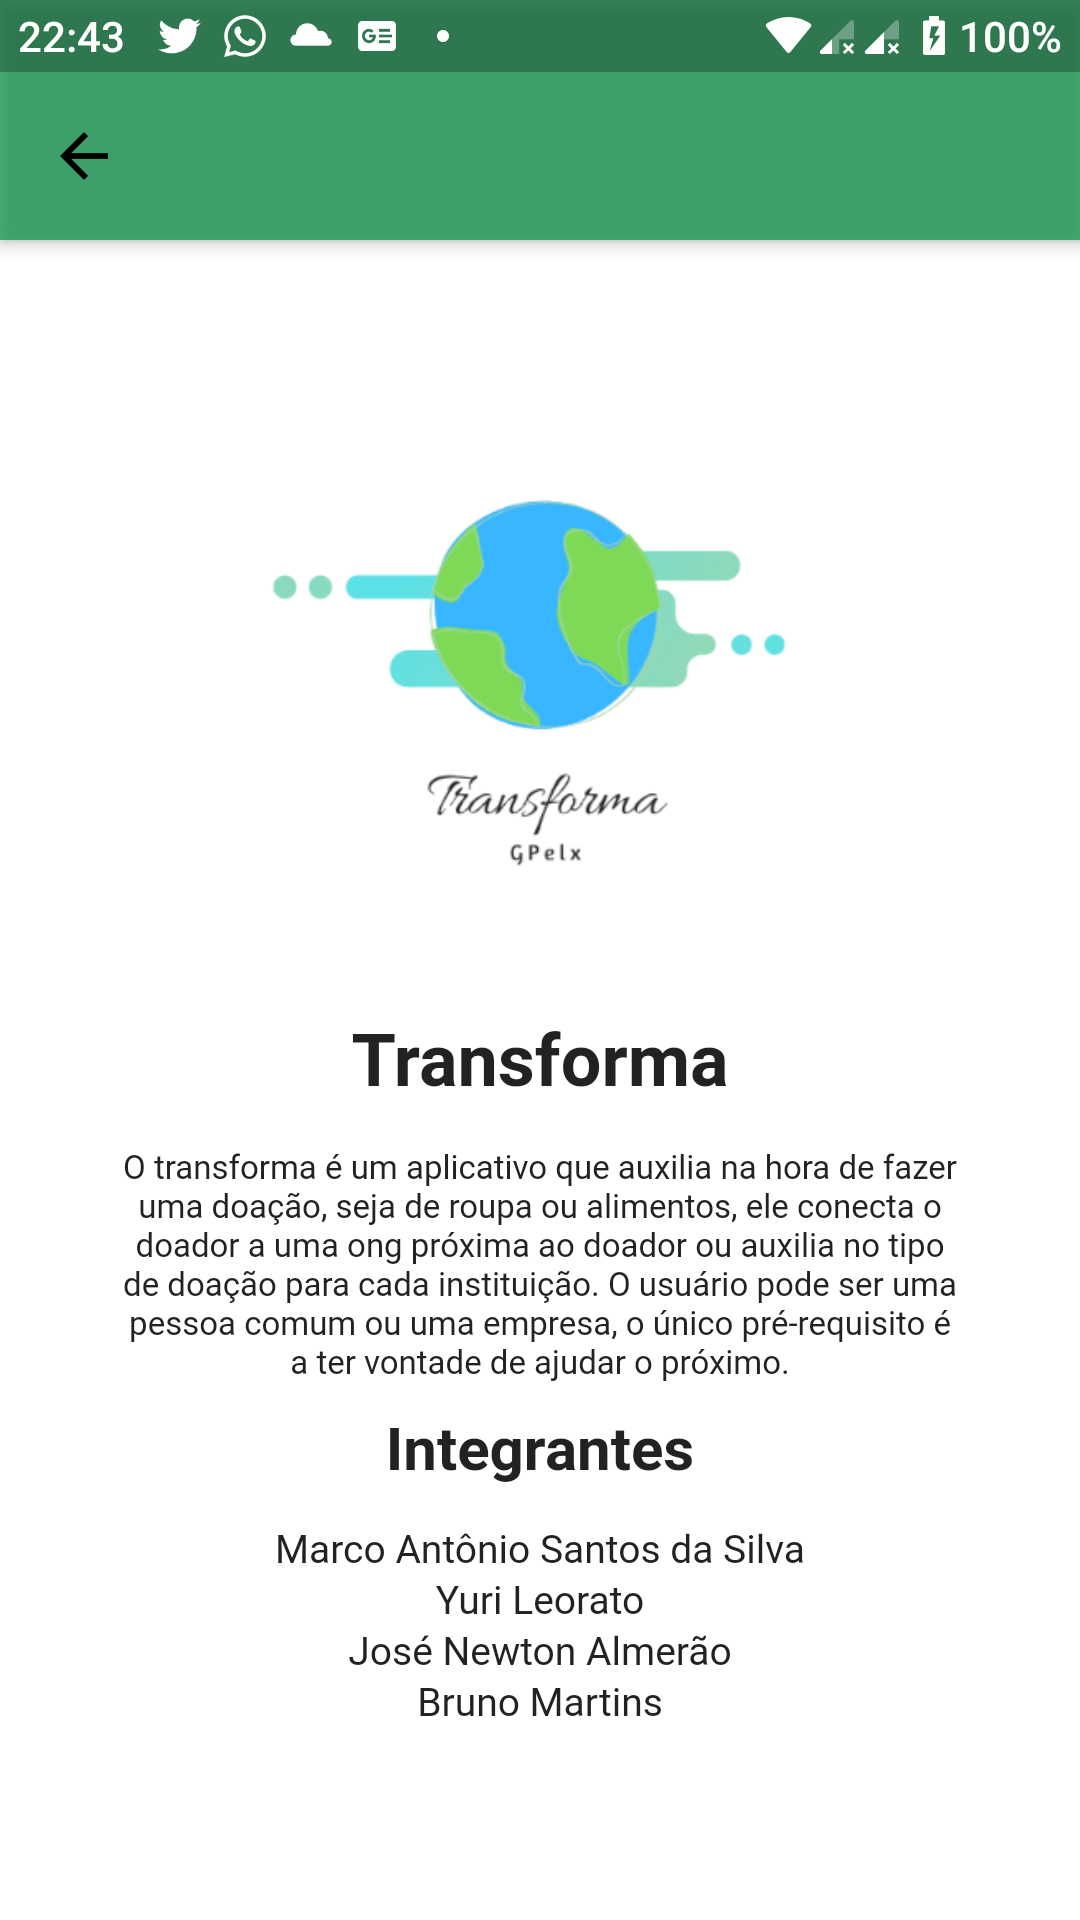 22:43 100%
Transforma
GPelx
Transforma
O transforma é um aplicativo que auxilia na hora de fazer
uma doação, seja de roupa ou alimentos, ele conecta o
doador a uma ong próxima ao doador ou auxilia no tipo
de doação para cada instituição. O usuário pode ser uma
pessoa comum ou uma empresa, o único pré-requisito é
a ter vontade de ajudar o próximo.
Integrantes
Marco Antônio Santos da Silva
Yuri Leorato
José Newton Almerão
Bruno Martins